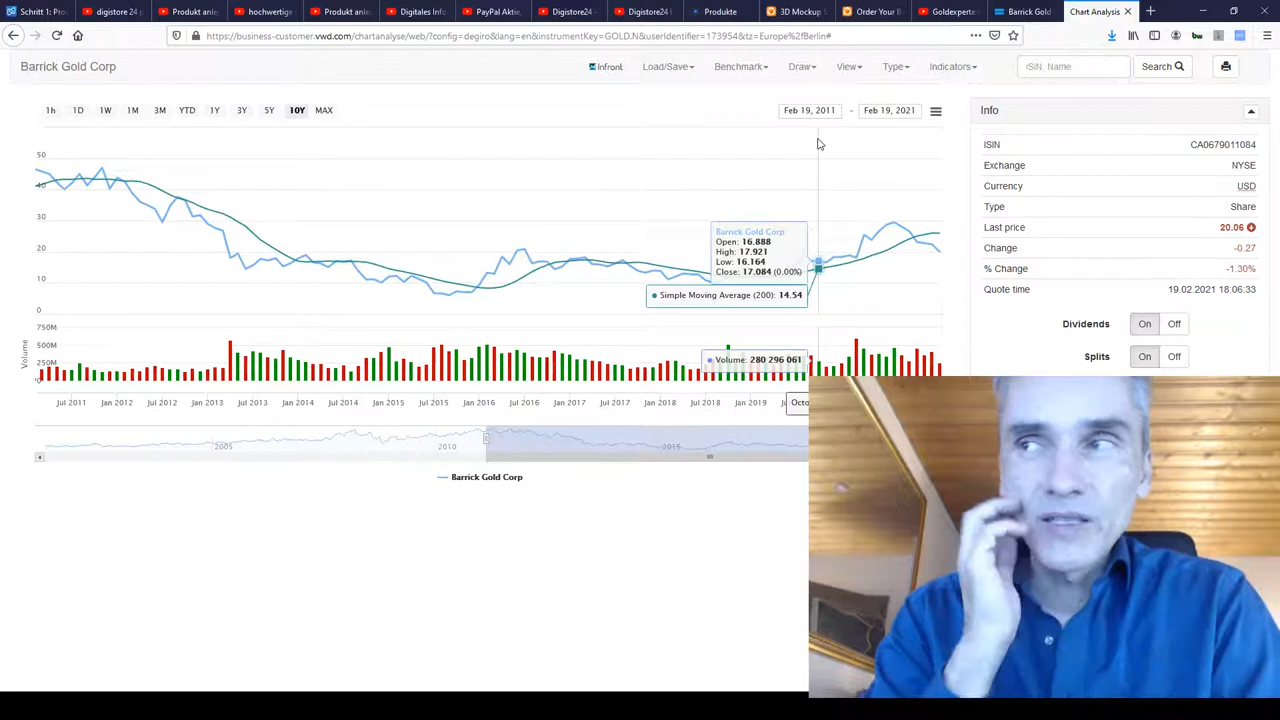 Schritt 1: Pro
digistore 24 p
Produkt anle
hochwertige
Produkt anle
Digitales Info
PayPal Aktie,
Digistore24 -
Digistore24 l
Produkte
3D Mockup S
Order Your B
Goldexperte
Barrick Gold
Chart Analysis
https://business-customer.vwd.com/chartanalyse/web/?config=degiro&lang=en&instrumentKey=GOLD.N&userIdentifier=173954&tz=Europe%2fBerlin#
Barrick Gold Corp
infront
Load/Save
Benchmark
Draw
View
Type
Indicators
ISIN, Name
Search
1h 1D 1W 1M 3M YTD 1Y 3Y 5Y 10Y MAX
Feb 19, 2011 - Feb 19, 2021
50
40
30
20
10
0
Barrick Gold Corp
Open: 16.888
High: 17.921
Low: 16.164
Close: 17.084 (0.00%)
Simple Moving Average (200): 14.54
750M
500M
250M
0
Volume
Volume: 280 296 061
Jul 2011 Jan 2012 Jul 2012 Jan 2013 Jul 2013 Jan 2014 Jul 2014 Jan 2015 Jul 2015 Jan 2016 Jul 2016 Jan 2017 Jul 2017 Jan 2018 Jul 2018 Jan 2019
2005 2010 2015
Barrick Gold Corp
Info
ISIN CA0679011084
Exchange NYSE
Currency USD
Type Share
Last price 20.06
Change -0.27
% Change -1.30%
Quote time 19.02.2021 18:06:33
Dividends On Off
Splits On Off